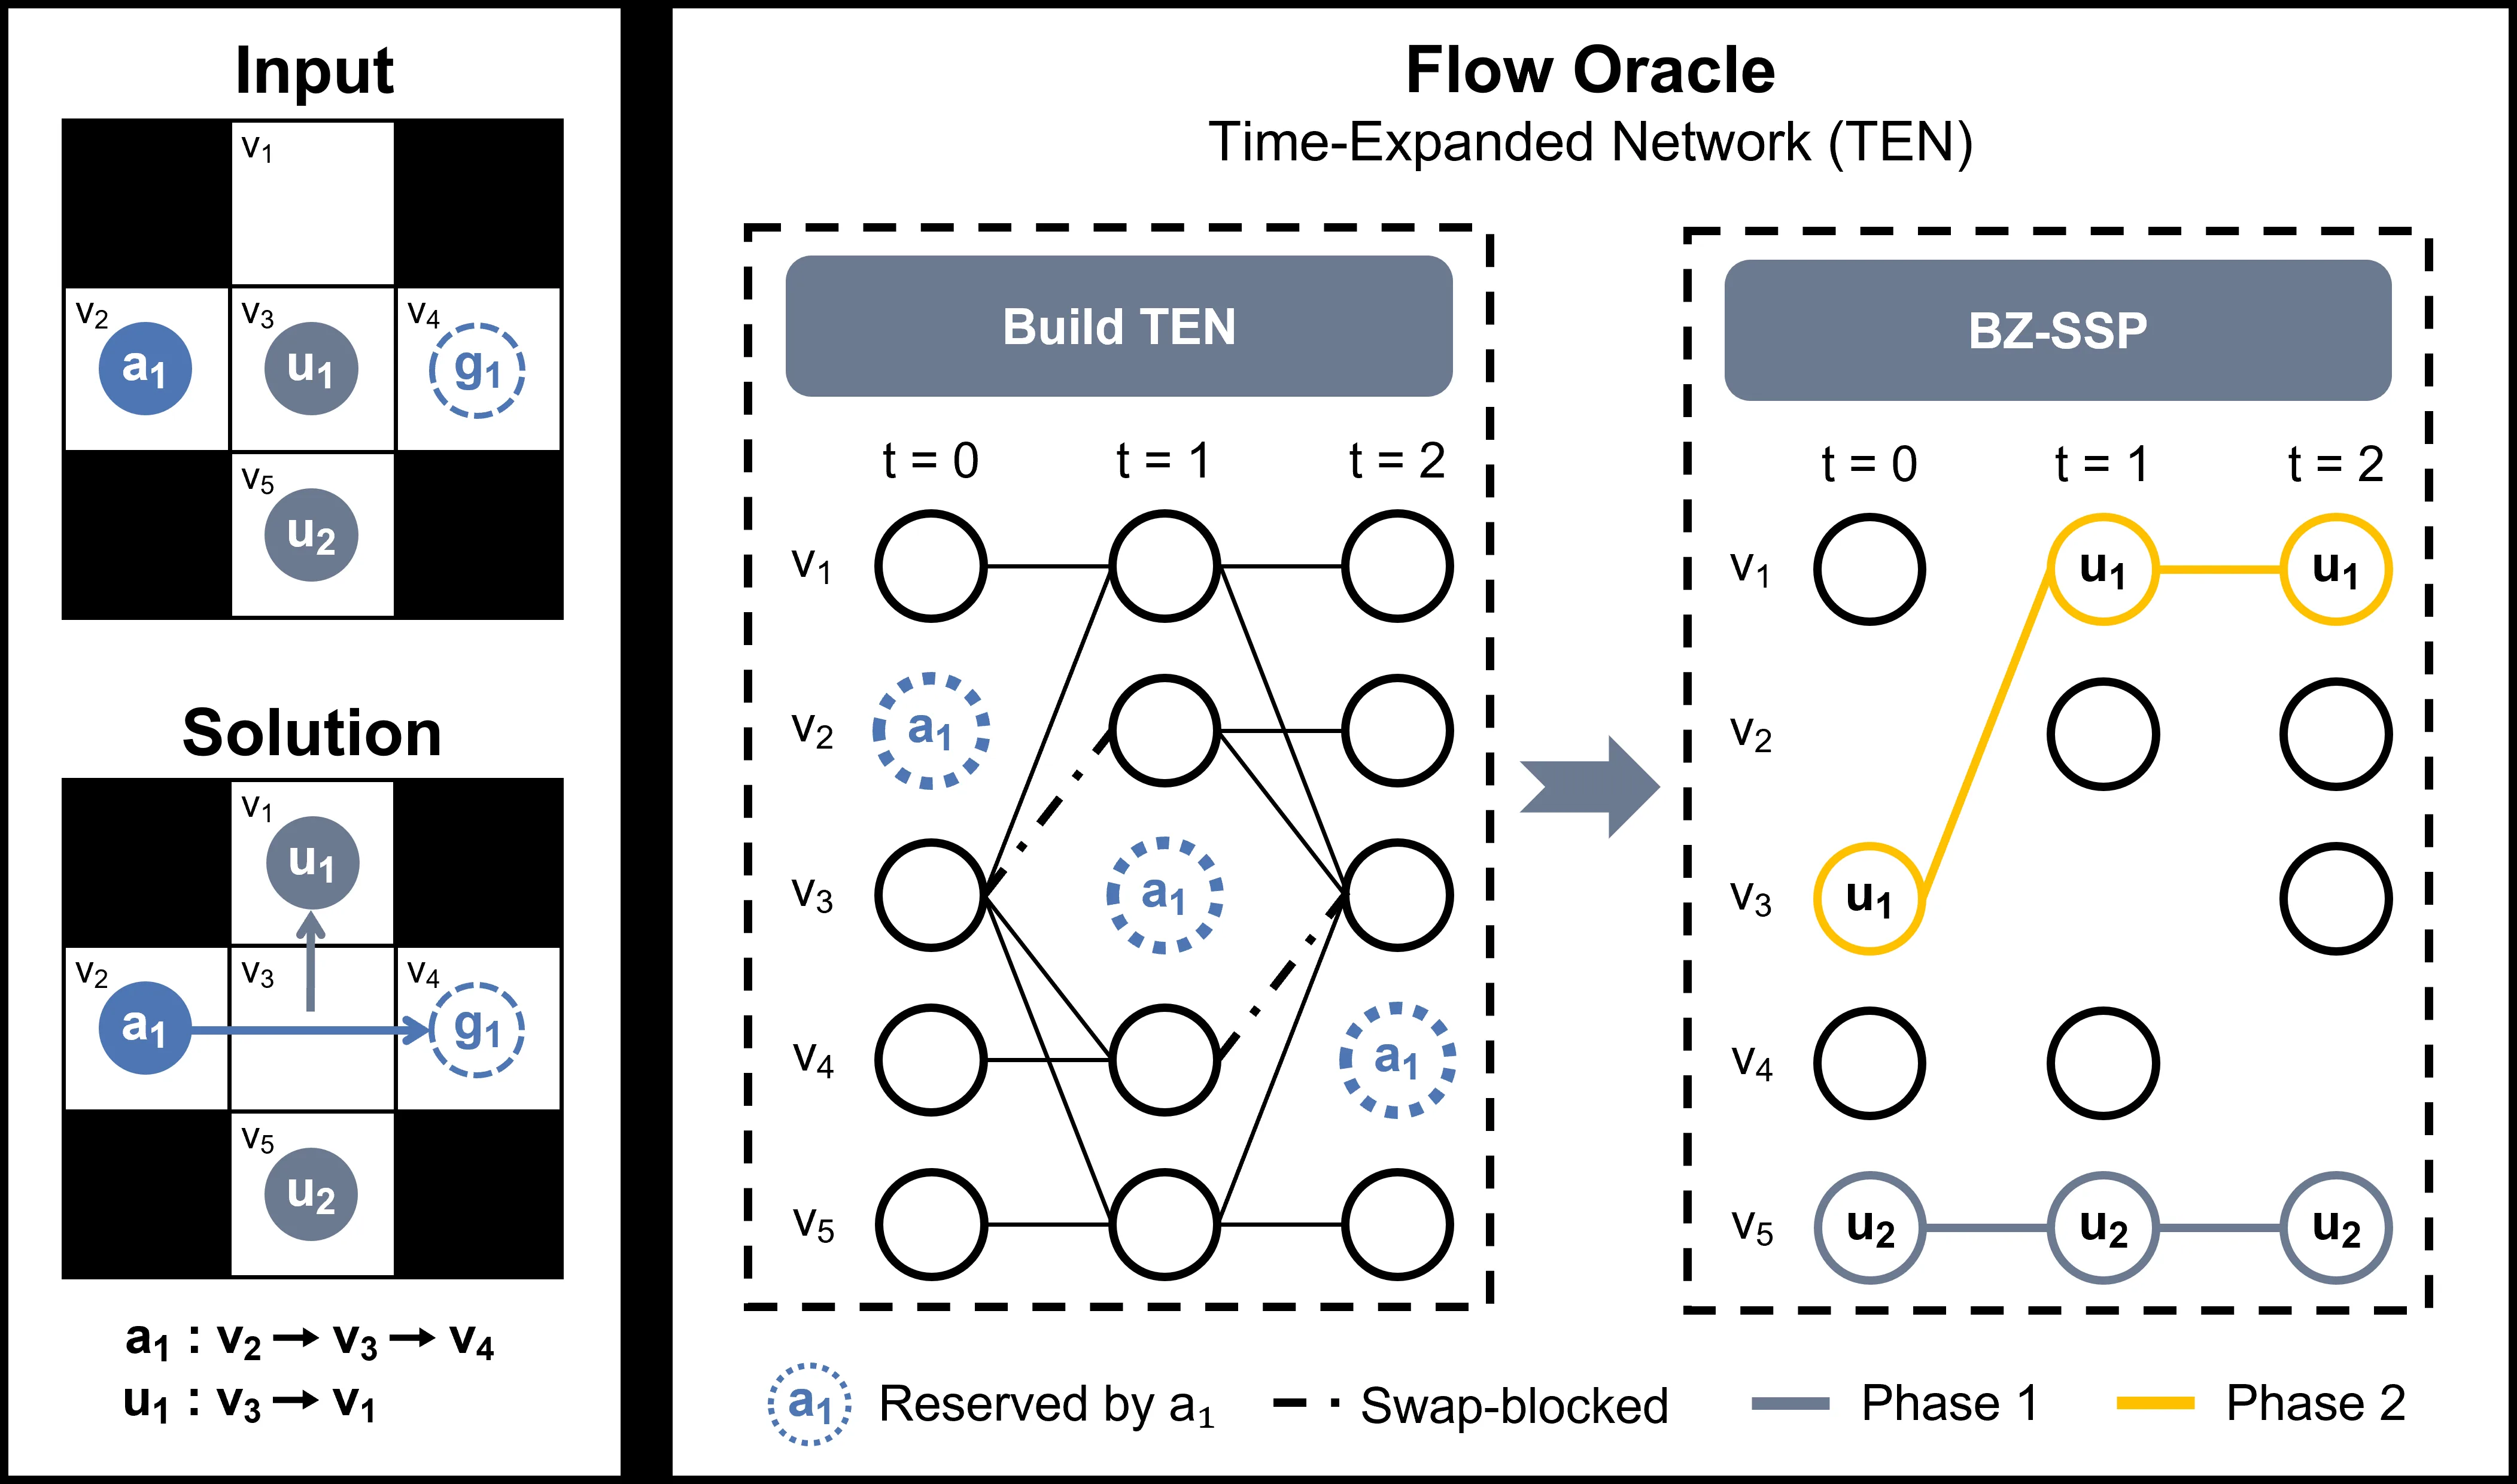 Input
v₁
v₂ v₃ v₄
a₁ u₁ g₁
v₅
u₂
Solution
v₁
u₁
v₂ v₃ v₄
a₁ g₁
v₅
u₂
a₁ : v₂ → v₃ → v₄
u₁ : v₃ → v₁
Flow Oracle
Time-Expanded Network (TEN)
Build TEN
t = 0 t = 1 t = 2
v₁
v₂ a₁
v₃ a₁
v₄ a₁
v₅
BZ-SSP
t = 0 t = 1 t = 2
v₁ u₁ u₁
v₂
v₃ u₁
v₄
v₅ u₂ u₂ u₂
a₁ Reserved by a₁ Swap-blocked Phase 1 Phase 2